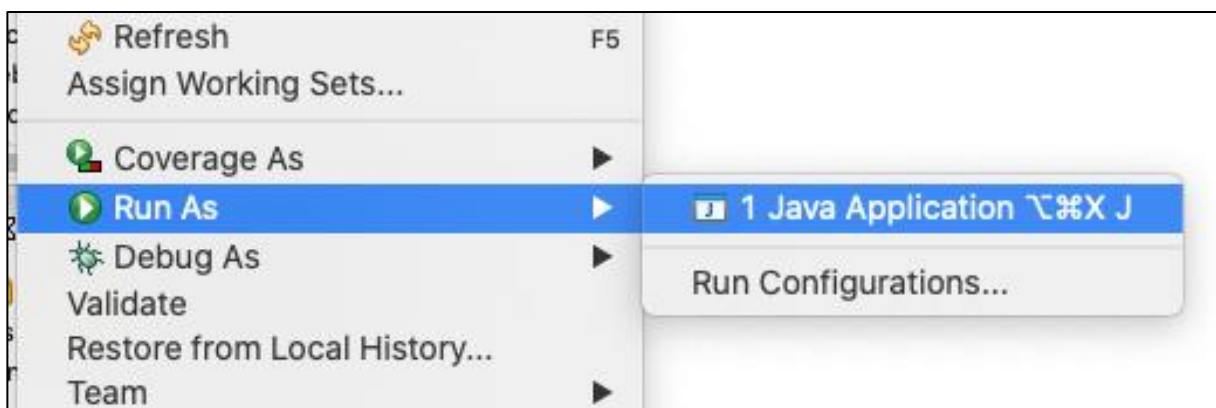 Refresh F5
Assign Working Sets...
Coverage As
Run As
1 Java Application ⌥⌘X J
Debug As
Run Configurations...
Validate
Restore from Local History...
Team